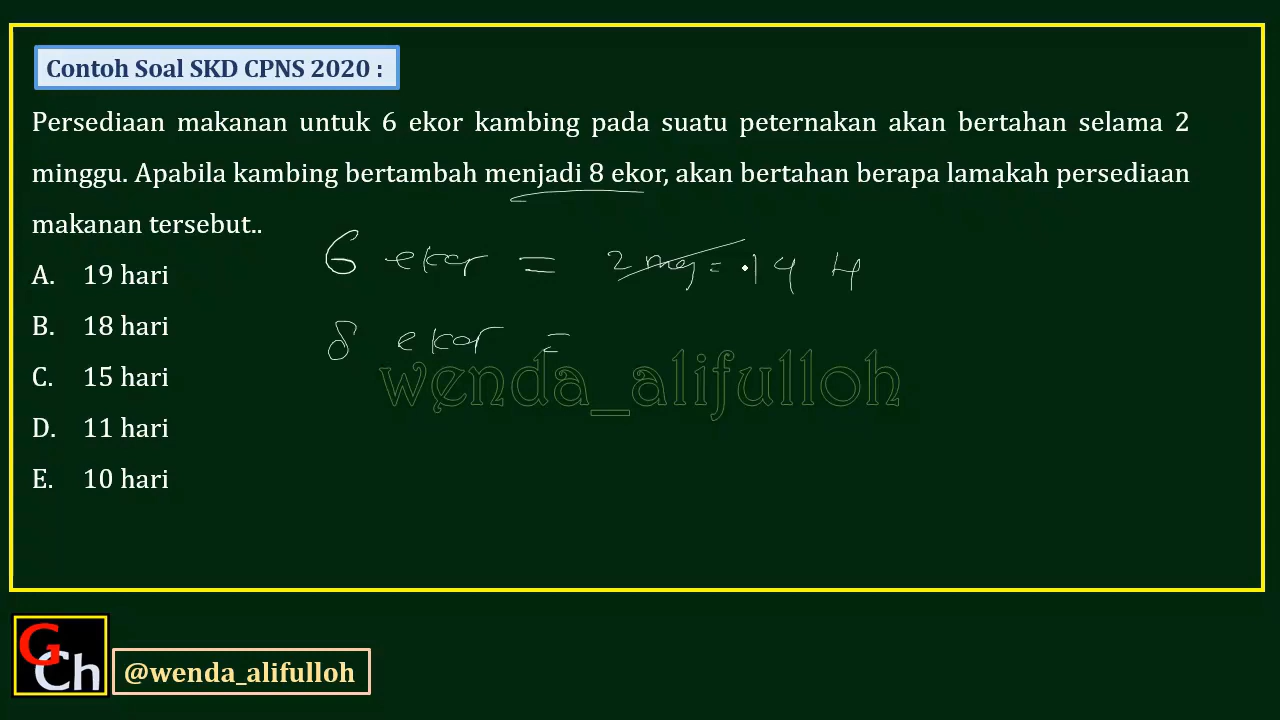 Contoh Soal SKD CPNS 2020 :
Persediaan makanan untuk 6 ekor kambing pada suatu peternakan akan bertahan selama 2
minggu. Apabila kambing bertambah menjadi 8 ekor, akan bertahan berapa lamakah persediaan
makanan tersebut..
6 ekor = 2 mg = 14 4
A. 19 hari
B. 18 hari
8 ekor =
C. 15 hari
wenda_alifulloh
D. 11 hari
E. 10 hari
GCh
@wenda_alifulloh